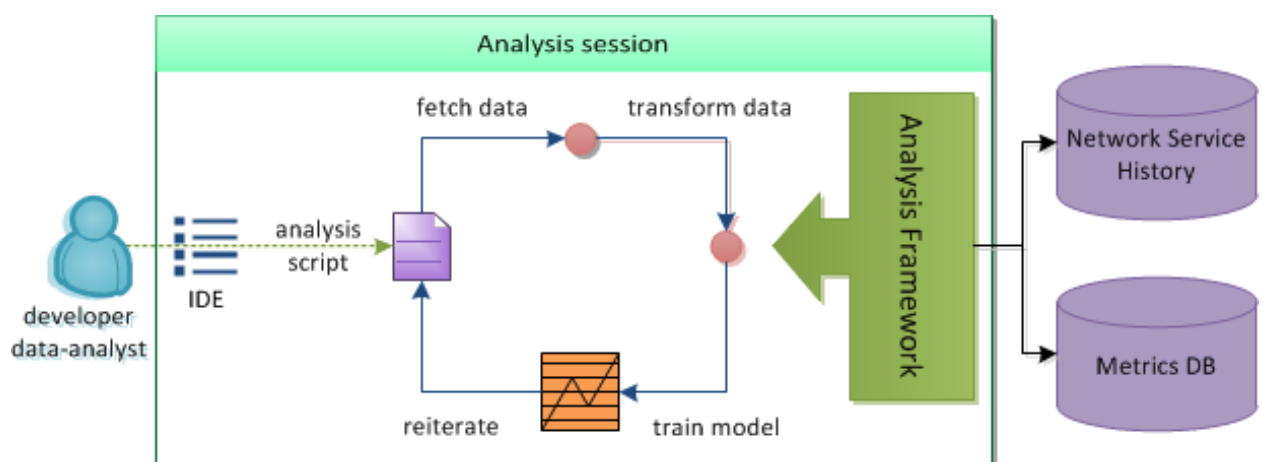 Analysis session
fetch data
transform data
Analysis Framework
Network Service
History
analysis
script
IDE
developer
data-analyst
Metrics DB
reiterate
train model